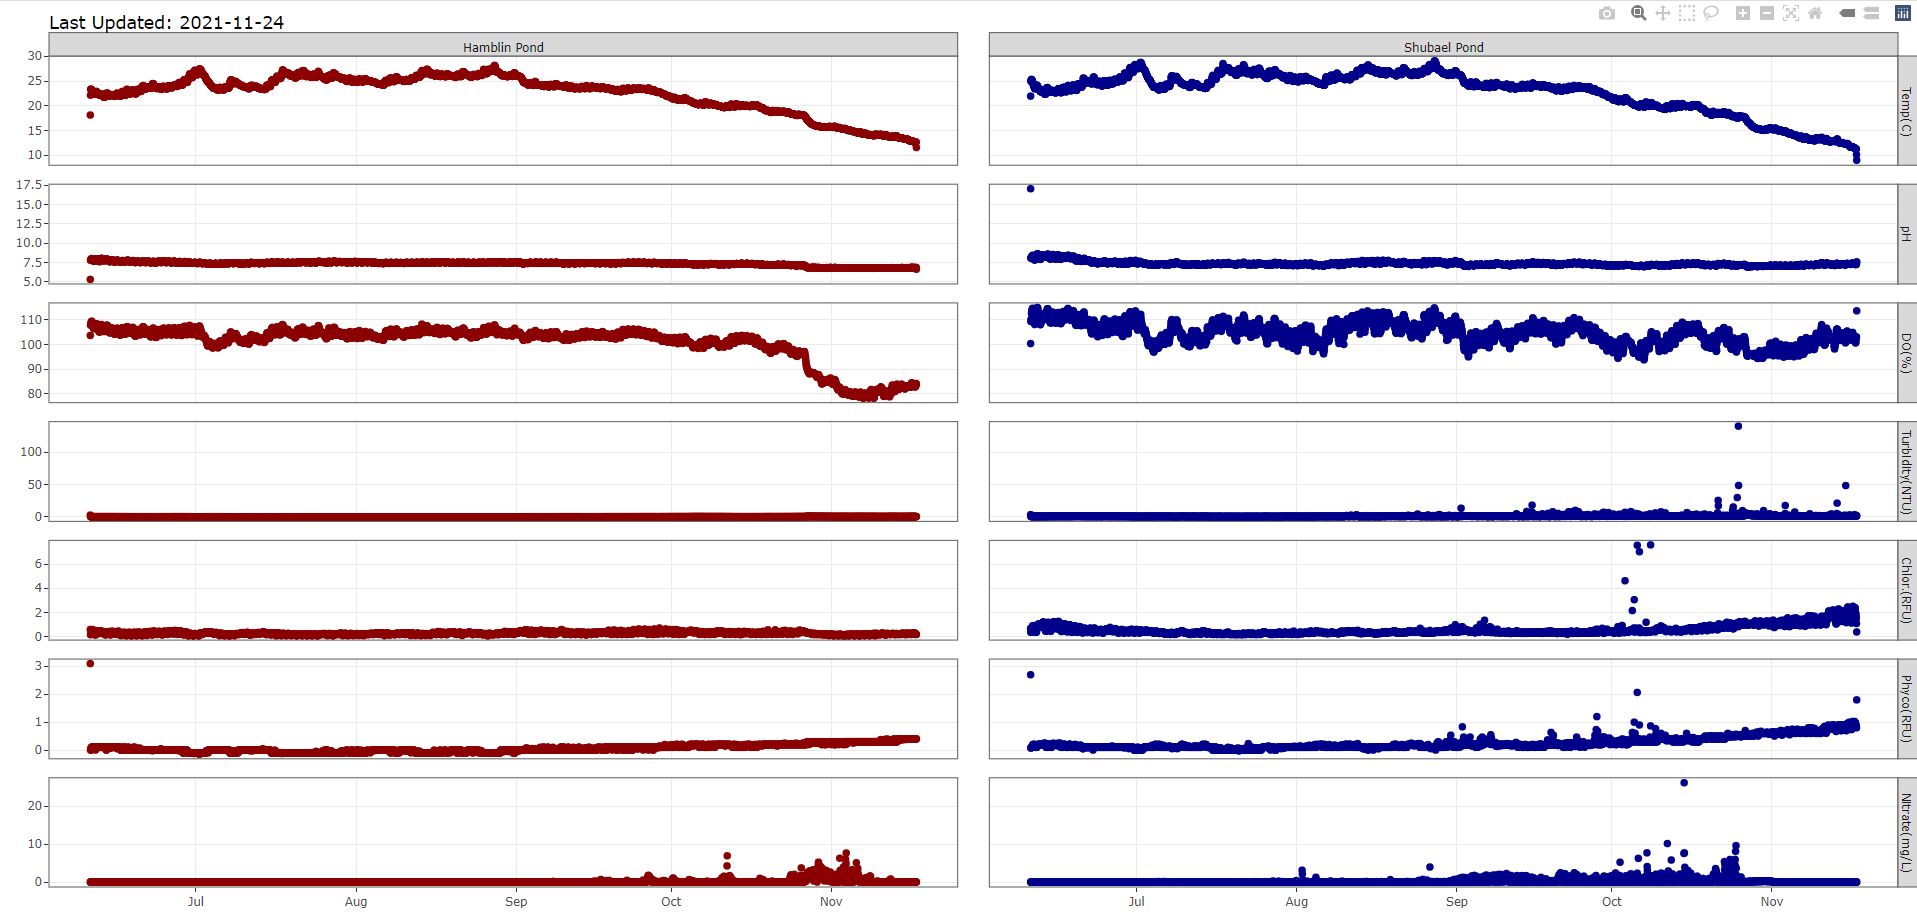 Last Updated: 2021-11-24
Hamblin Pond
Shubael Pond
30
25
20
15
10
Temp(C)
17.5
15.0
12.5
10.0
7.5
5.0
pH
110
100
90
80
DO(%)
100
50
0
Turbidity(NTU)
6
4
2
0
Chlor.(RFU)
3
2
1
0
Phyco(RFU)
20
10
0
Nitrate(mg/L)
Jul Aug Sep Oct Nov
Jul Aug Sep Oct Nov